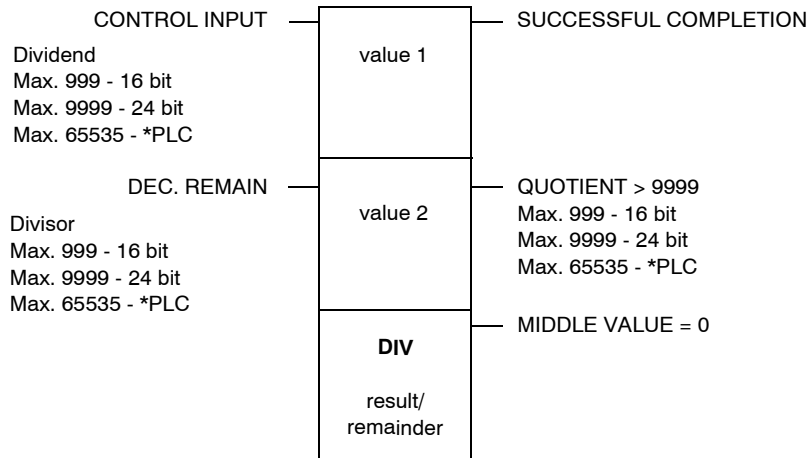 CONTROL INPUT
value 1
SUCCESSFUL COMPLETION
Dividend
Max. 999 - 16 bit
Max. 9999 - 24 bit
Max. 65535 - *PLC
DEC. REMAIN
value 2
QUOTIENT > 9999
Max. 999 - 16 bit
Max. 9999 - 24 bit
Max. 65535 - *PLC
Divisor
Max. 999 - 16 bit
Max. 9999 - 24 bit
Max. 65535 - *PLC
MIDDLE VALUE = 0
DIV
result/
remainder